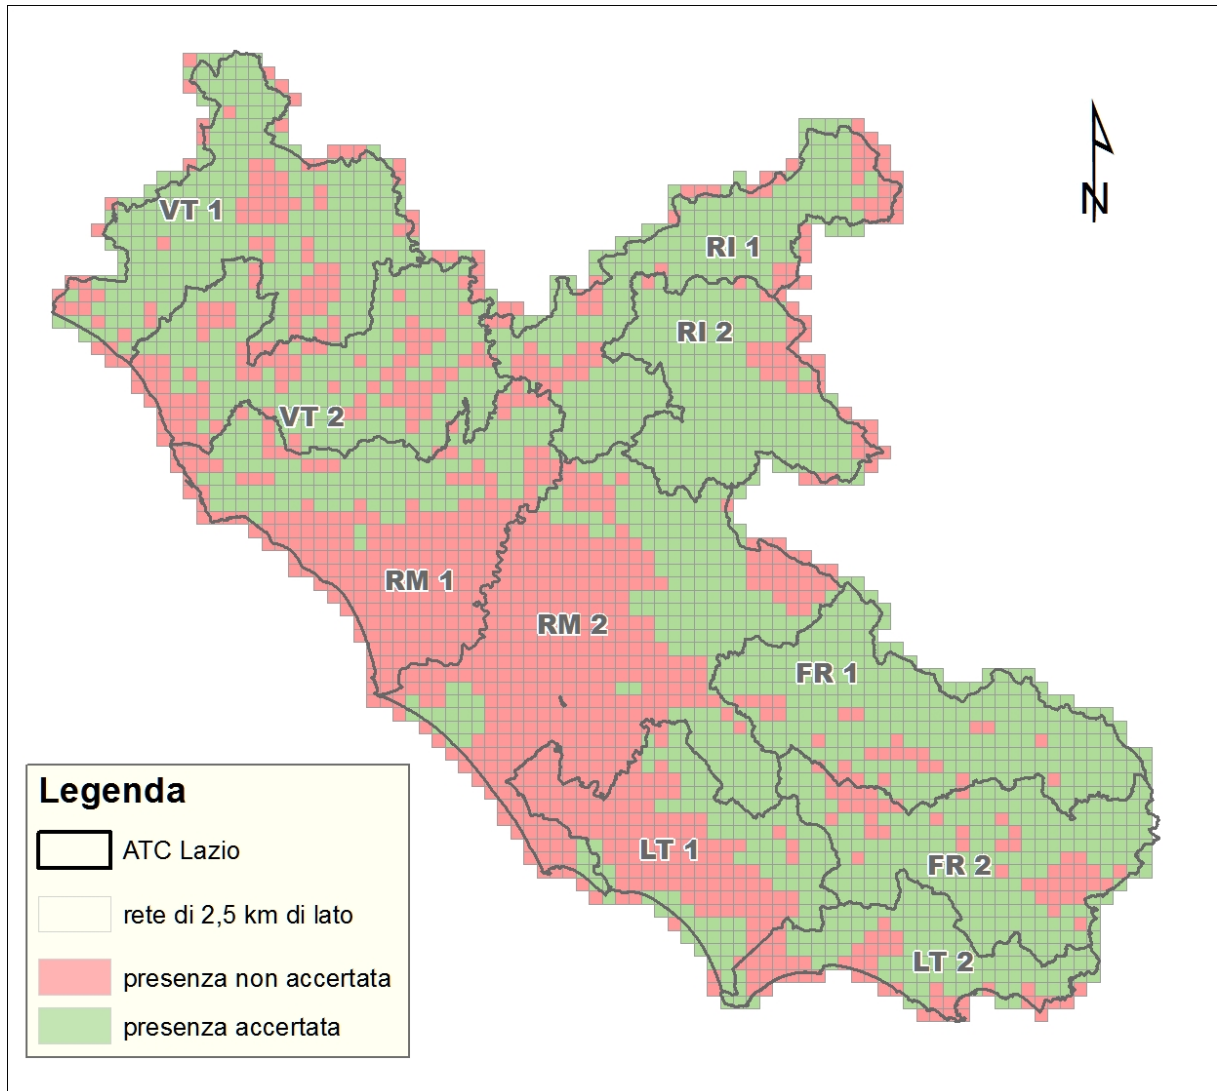 N
VT 1
RI 1
RI 2
VT 2
RM 1
RM 2
FR 1
LT 1
FR 2
LT 2
Legenda
ATC Lazio
rete di 2,5 km di lato
presenza non accertata
presenza accertata